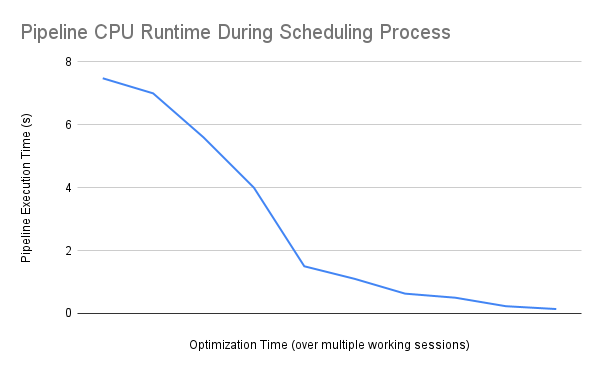 Pipeline CPU Runtime During Scheduling Process
8
6
4
2
0
Pipeline Execution Time (s)
Optimization Time (over multiple working sessions)